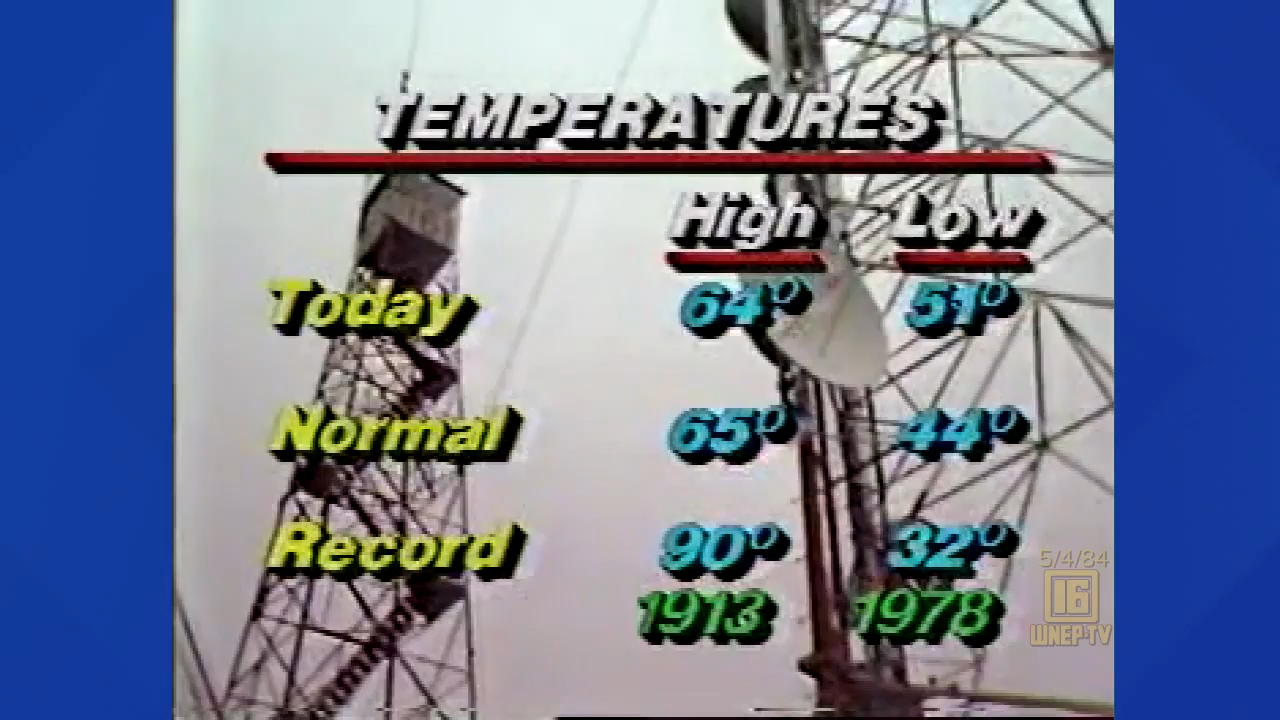 TEMPERATURES
High Low
Today 64° 51°
Normal 65° 44°
Record 90° 32°
1913 1978
5/4/84
16
WNEP-TV